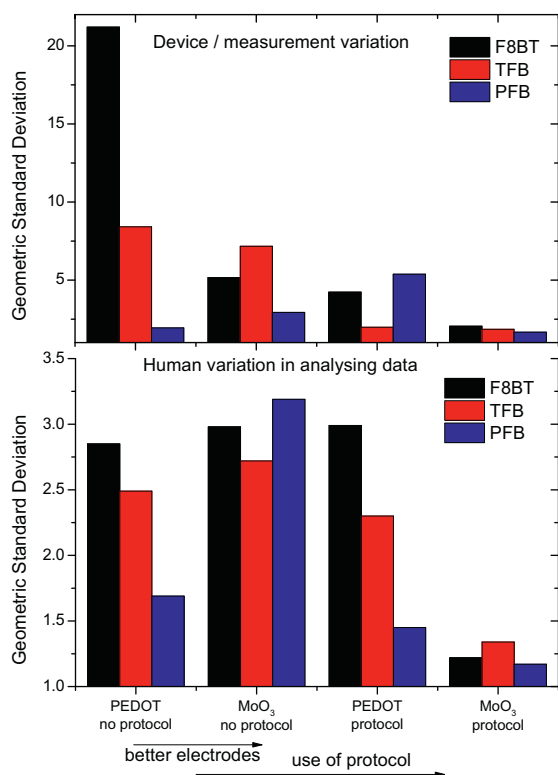 Device / measurement variation
F8BT
TFB
PFB
Geometric Standard Deviation
20
15
10
5
Human variation in analysing data
F8BT
TFB
PFB
Geometric Standard Deviation
3.5
3.0
2.5
2.0
1.5
1.0
PEDOT
no protocol
MoO₃
no protocol
PEDOT
protocol
MoO₃
protocol
better electrodes
use of protocol